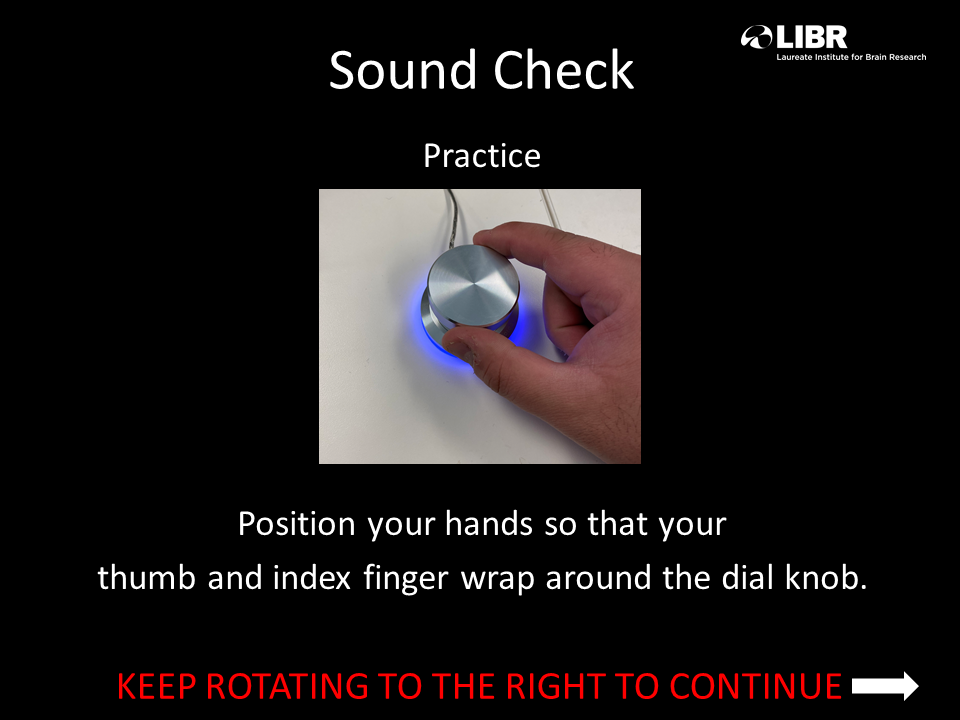 Sound Check
LIBR
Laureate Institute for Brain Research
Practice
Position your hands so that your
thumb and index finger wrap around the dial knob.
KEEP ROTATING TO THE RIGHT TO CONTINUE